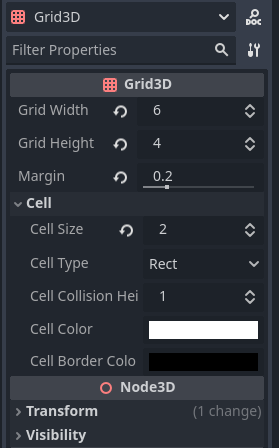 Grid3D
DOC
Filter Properties
Grid3D
Grid Width 6
Grid Height 4
Margin 0.2
Cell
Cell Size 2
Cell Type Rect
Cell Collision Hei 1
Cell Color
Cell Border Colo
Node3D
Transform (1 change)
Visibility